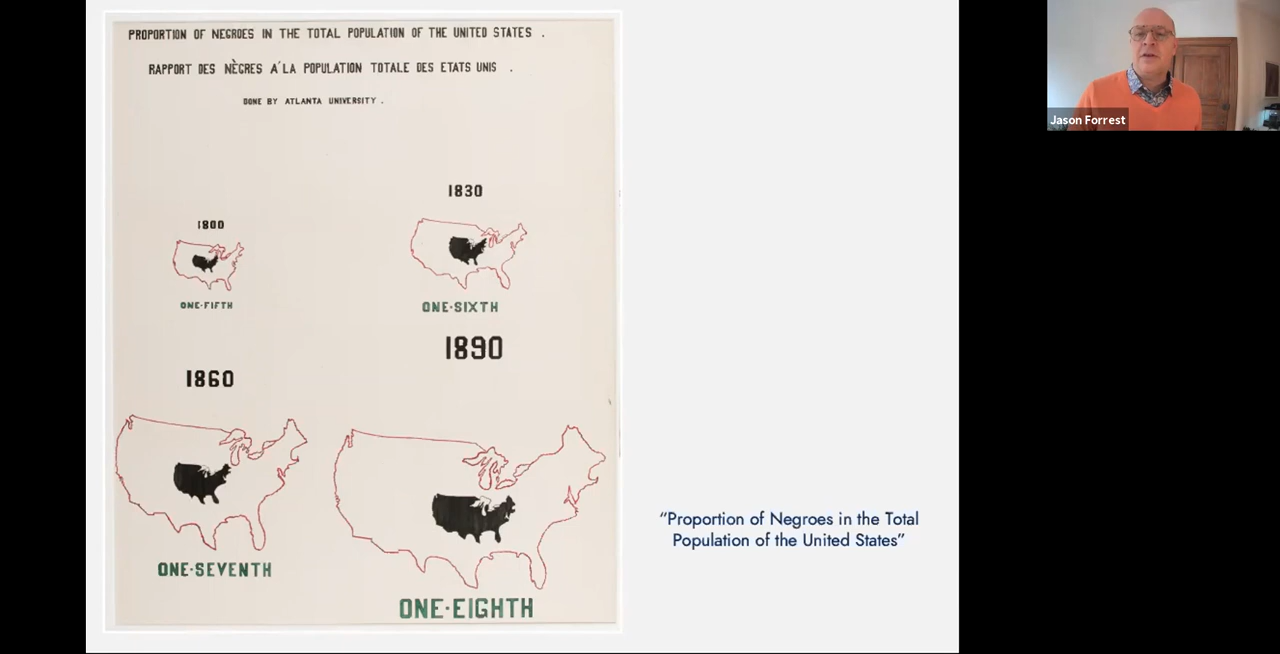 PROPORTION OF NEGROES IN THE TOTAL POPULATION OF THE UNITED STATES .
RAPPORT DES NÈGRES A´LA POPULATION TOTALE DES ETATS UNIS .
DONE BY ATLANTA UNIVERSITY .
1800
1830
ONE-FIFTH
ONE-SIXTH
1860
1890
ONE-SEVENTH
ONE-EIGHTH
“Proportion of Negroes in the Total
Population of the United States”
Jason Forrest